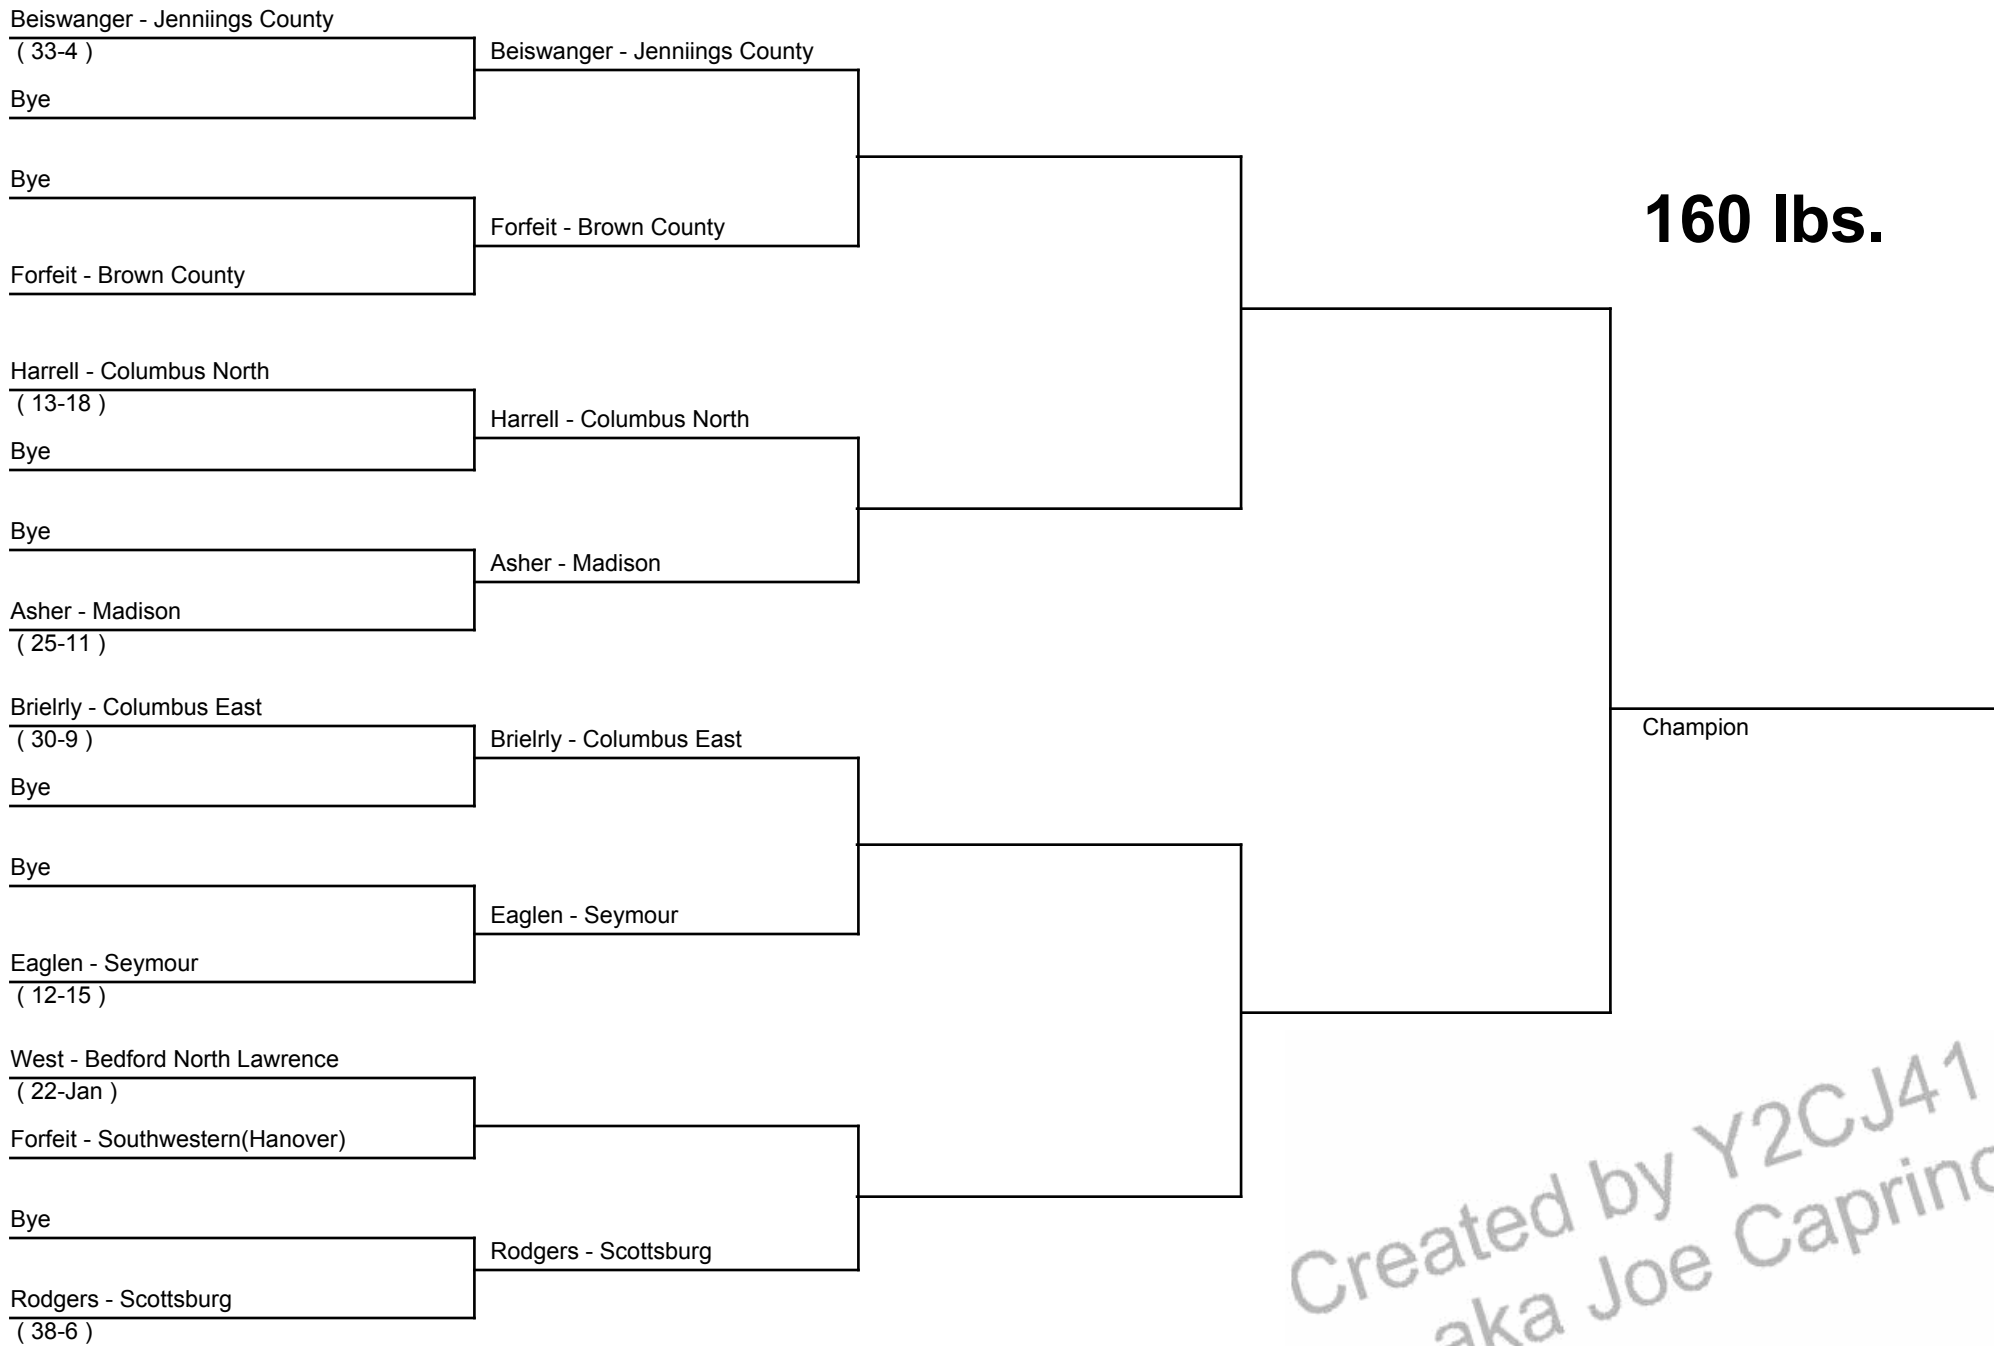 Beiswanger - Jenniings County
( 33-4 )
Beiswanger - Jenniings County
Bye
Bye
Forfeit - Brown County
160 lbs.
Forfeit - Brown County
Harrell - Columbus North
( 13-18 )
Harrell - Columbus North
Bye
Bye
Asher - Madison
Asher - Madison
( 25-11 )
Brielrly - Columbus East
( 30-9 )
Brielrly - Columbus East
Champion
Bye
Bye
Eaglen - Seymour
Eaglen - Seymour
( 12-15 )
West - Bedford North Lawrence
( 22-Jan )
Forfeit - Southwestern(Hanover)
Bye
Rodgers - Scottsburg
Rodgers - Scottsburg
( 38-6 )
Created by Y2CJ41
aka Joe Caprino